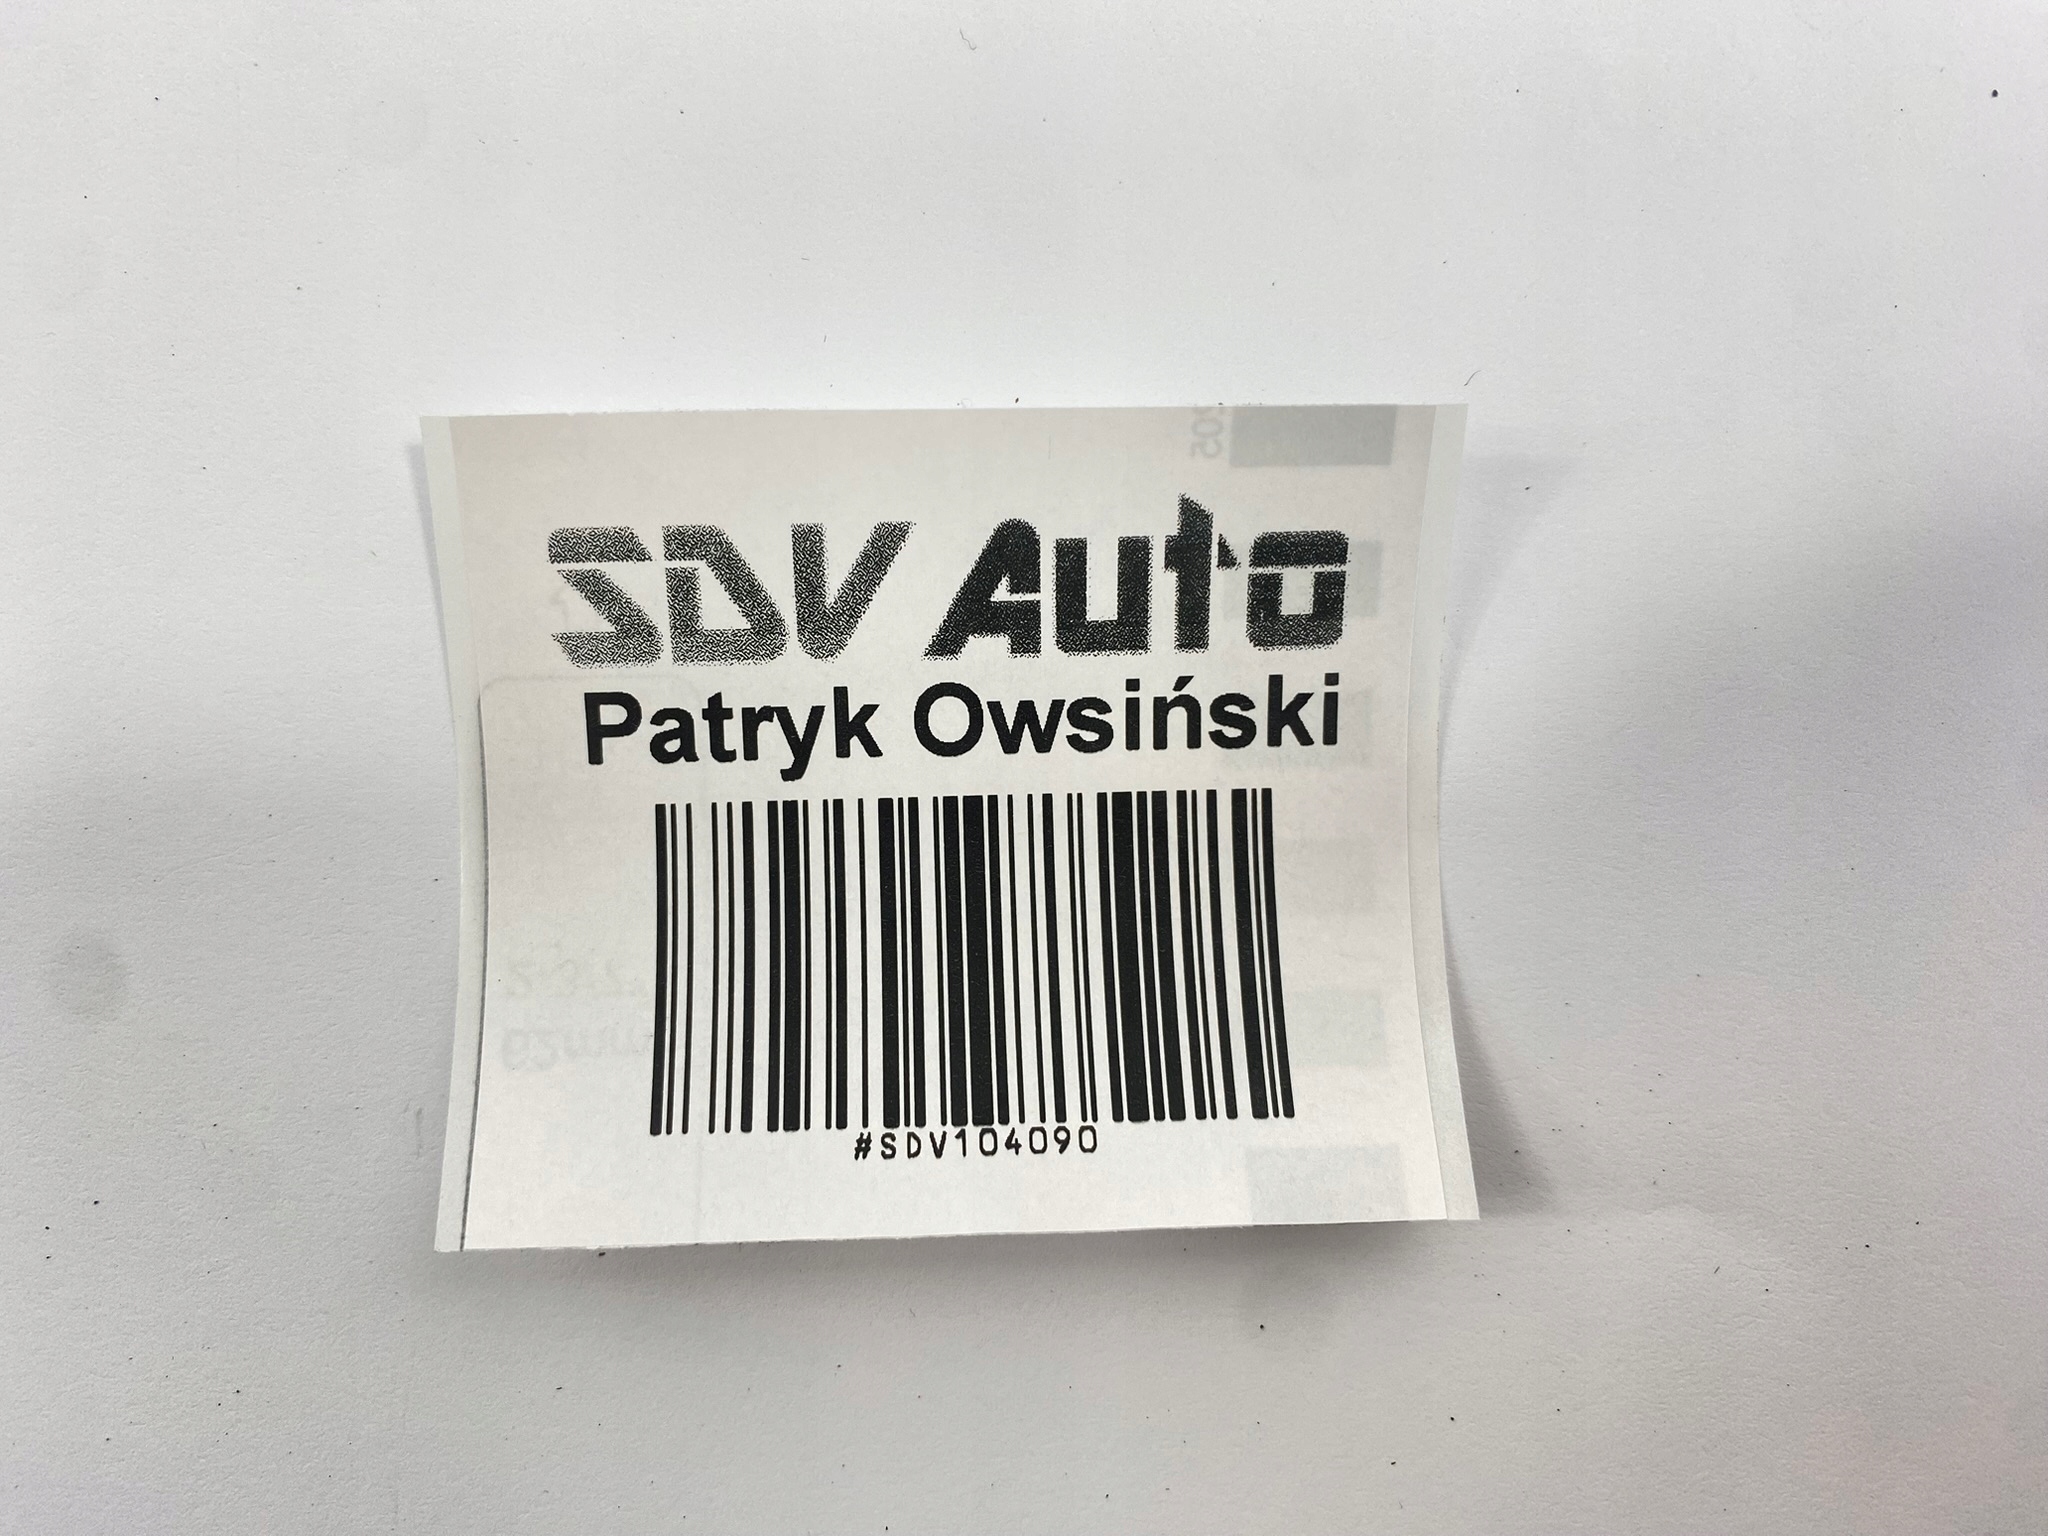 SDV Auto
Patryk Owsiński
#SDV104090